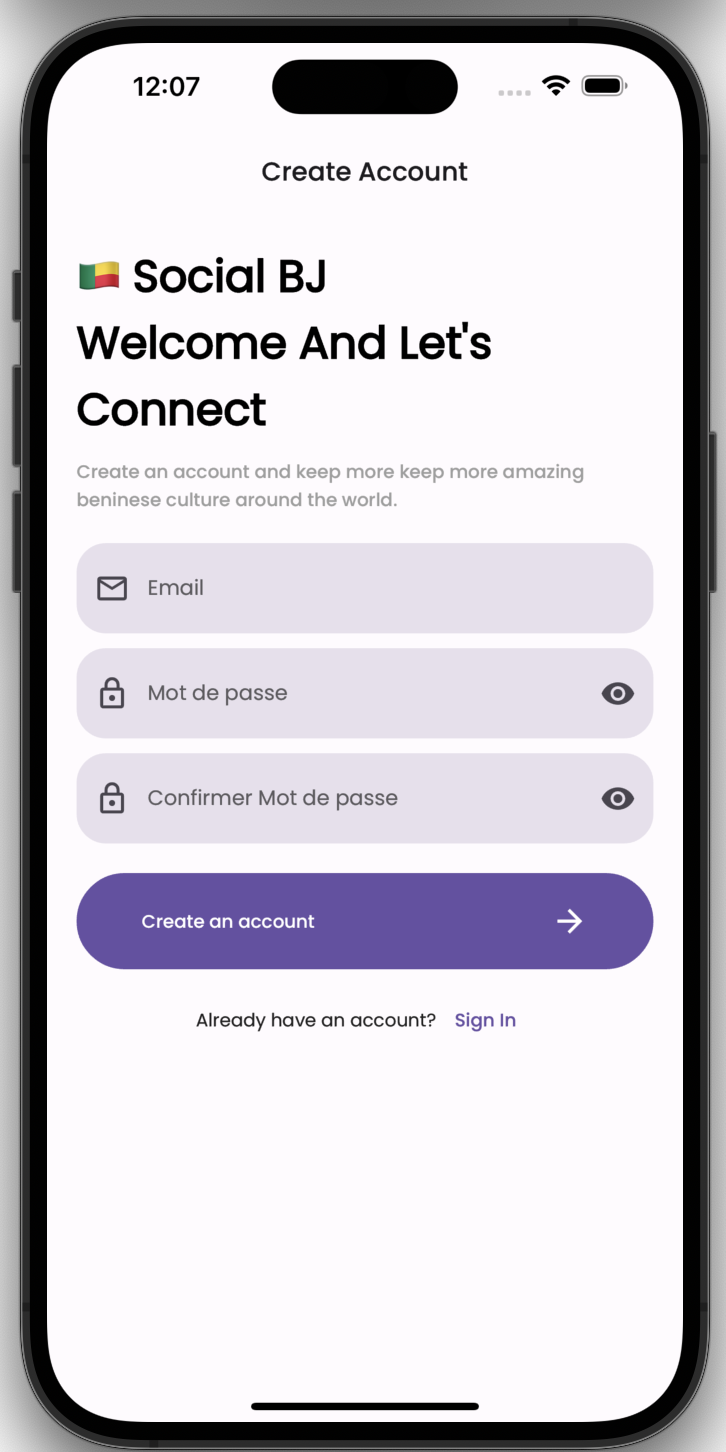 12:07
Create Account
🇧🇯 Social BJ
Welcome And Let's
Connect
Create an account and keep more keep more amazing
beninese culture around the world.
Email
Mot de passe
Confirmer Mot de passe
Create an account
Already have an account? Sign In